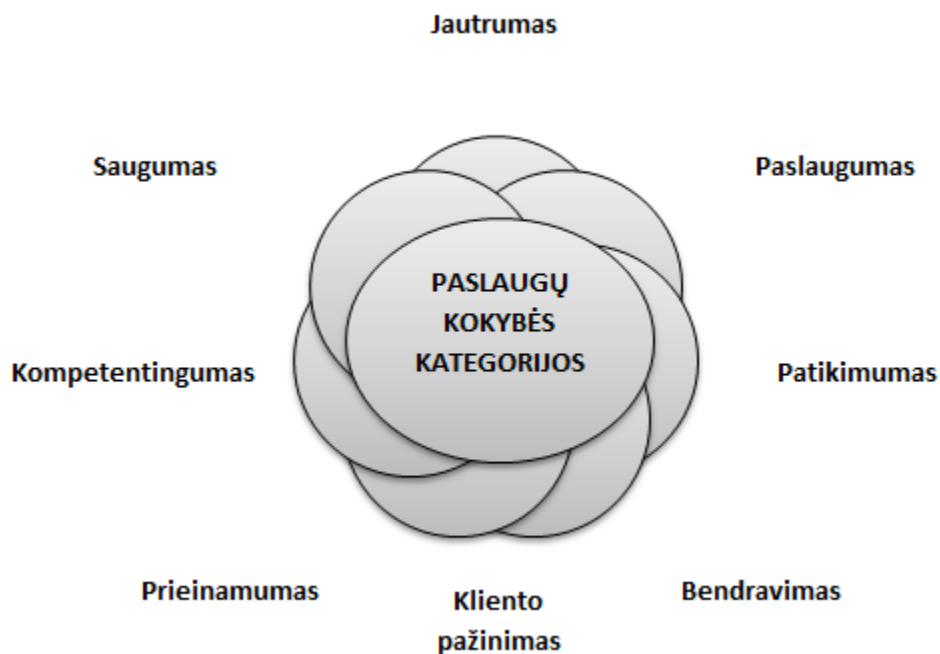 Jautrumas
Saugumas
Paslaugumas
PASLAUGŲ
KOKYBĖS
KATEGORIJOS
Kompetentingumas
Patikimumas
Prieinamumas
Kliento
pažinimas
Bendravimas